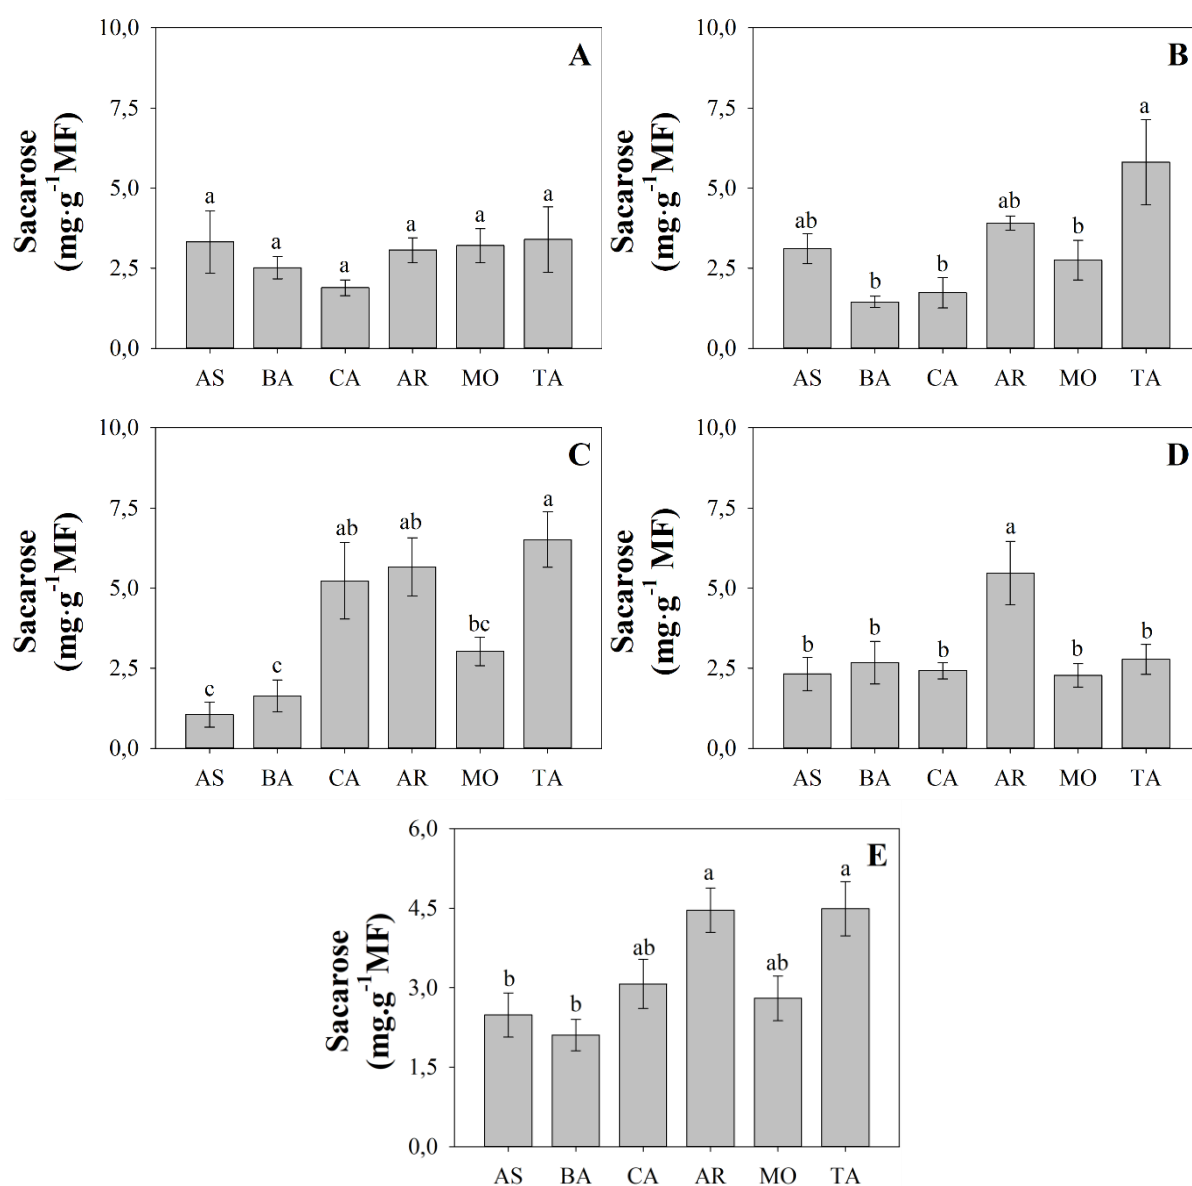 Sacarose
(mg·g⁻¹MF)
10,0
7,5
5,0
2,5
0,0
A
a a a a a a
AS BA CA AR MO TA
Sacarose
(mg·g⁻¹MF)
10,0
7,5
5,0
2,5
0,0
B
ab b b ab b a
AS BA CA AR MO TA
Sacarose
(mg·g⁻¹MF)
10,0
7,5
5,0
2,5
0,0
C
c c ab ab bc a
AS BA CA AR MO TA
Sacarose
(mg·g⁻¹ MF)
10,0
7,5
5,0
2,5
0,0
D
b b b a b b
AS BA CA AR MO TA
Sacarose
(mg.g⁻¹MF)
6,0
4,5
3,0
1,5
0,0
E
b b ab a ab a
AS BA CA AR MO TA